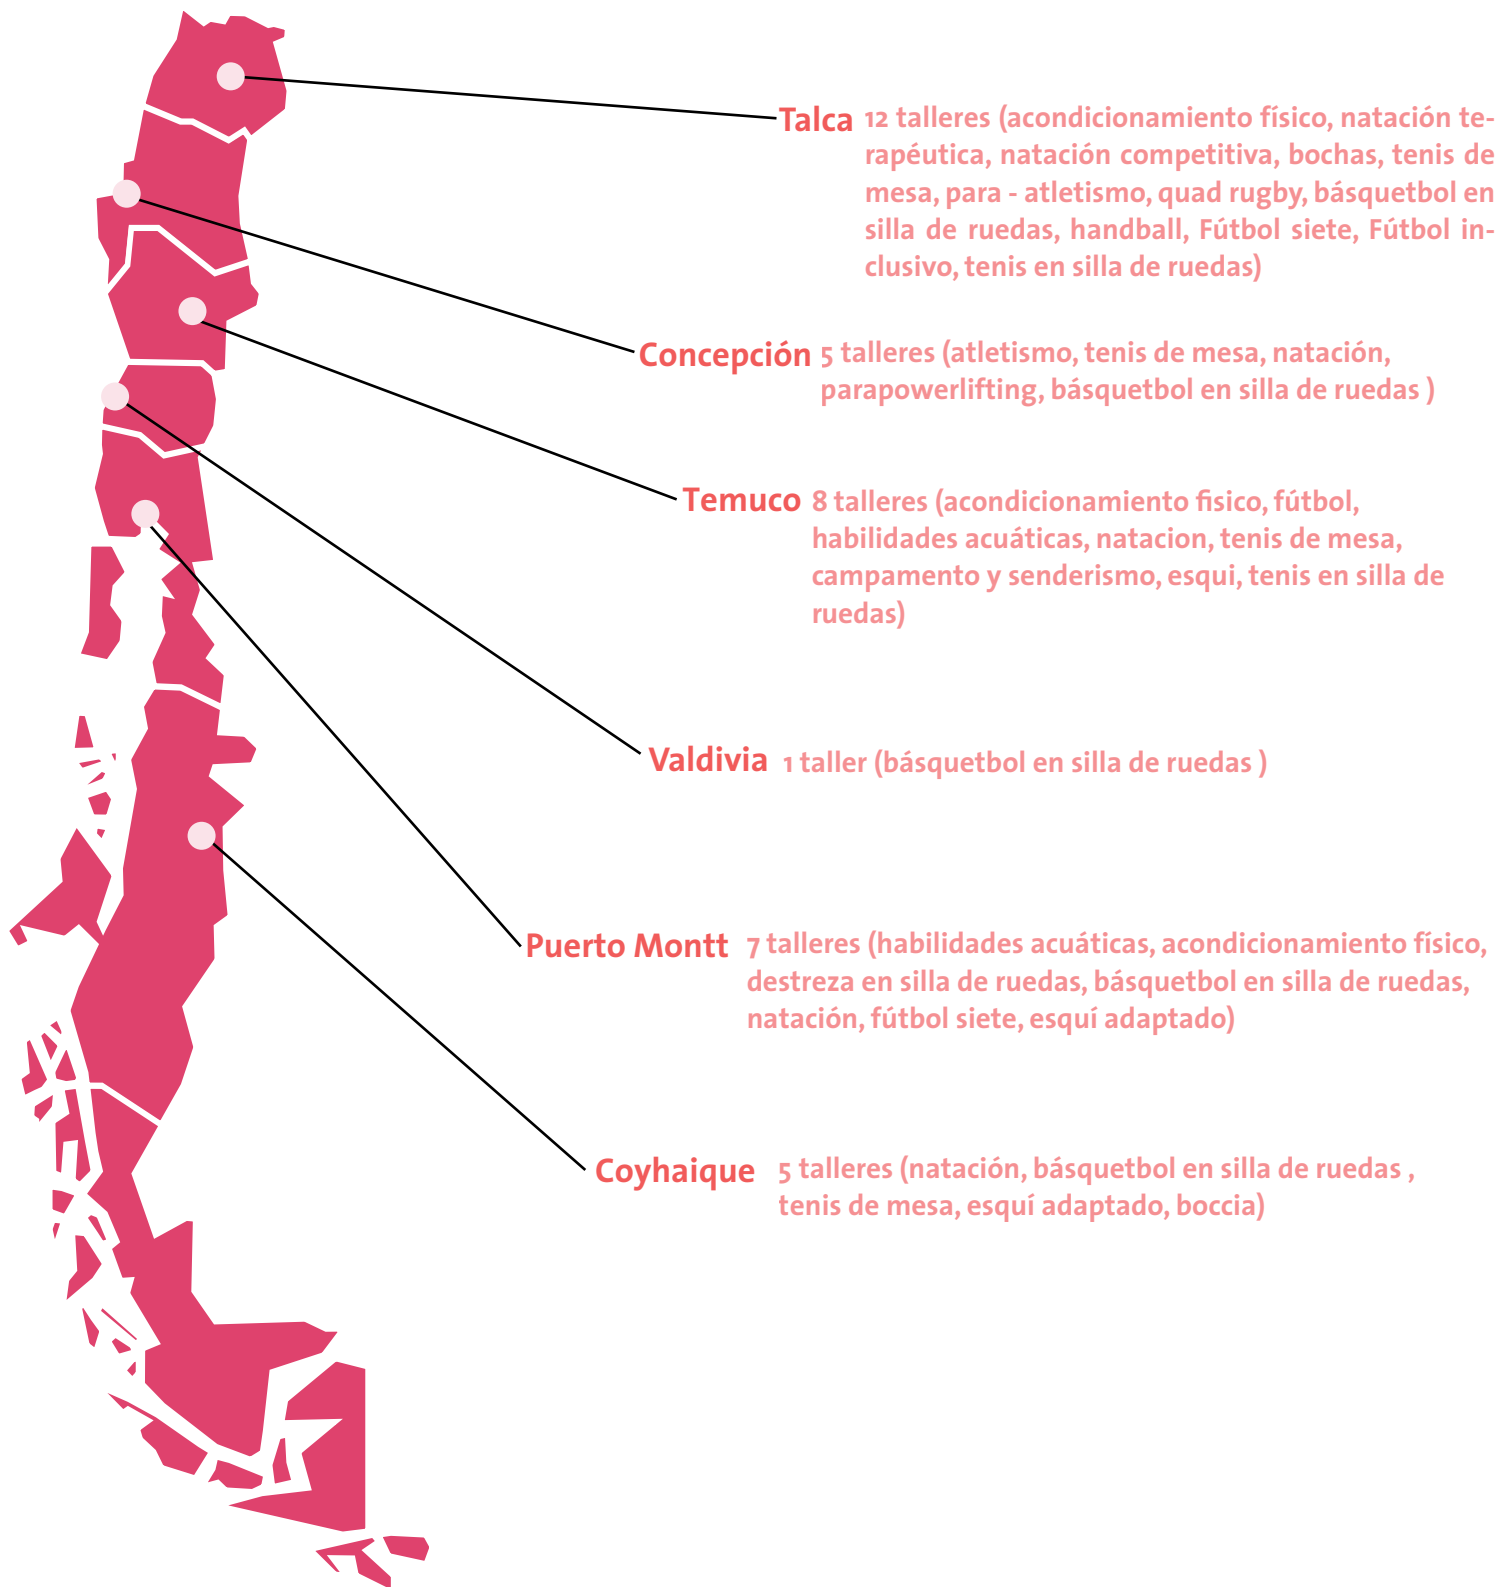 Talca 12 talleres (acondicionamiento físico, natación te-
rapéutica, natación competitiva, bochas, tenis de
mesa, para - atletismo, quad rugby, básquetbol en
silla de ruedas, handball, Fútbol siete, Fútbol in-
clusivo, tenis en silla de ruedas)
Concepción 5 talleres (atletismo, tenis de mesa, natación,
parapowerlifting, básquetbol en silla de ruedas )
Temuco 8 talleres (acondicionamiento fisico, fútbol,
habilidades acuáticas, natacion, tenis de mesa,
campamento y senderismo, esqui, tenis en silla de
ruedas)
Valdivia 1 taller (básquetbol en silla de ruedas )
Puerto Montt 7 talleres (habilidades acuáticas, acondicionamiento físico,
destreza en silla de ruedas, básquetbol en silla de ruedas,
natación, fútbol siete, esquí adaptado)
Coyhaique 5 talleres (natación, básquetbol en silla de ruedas ,
tenis de mesa, esquí adaptado, boccia)